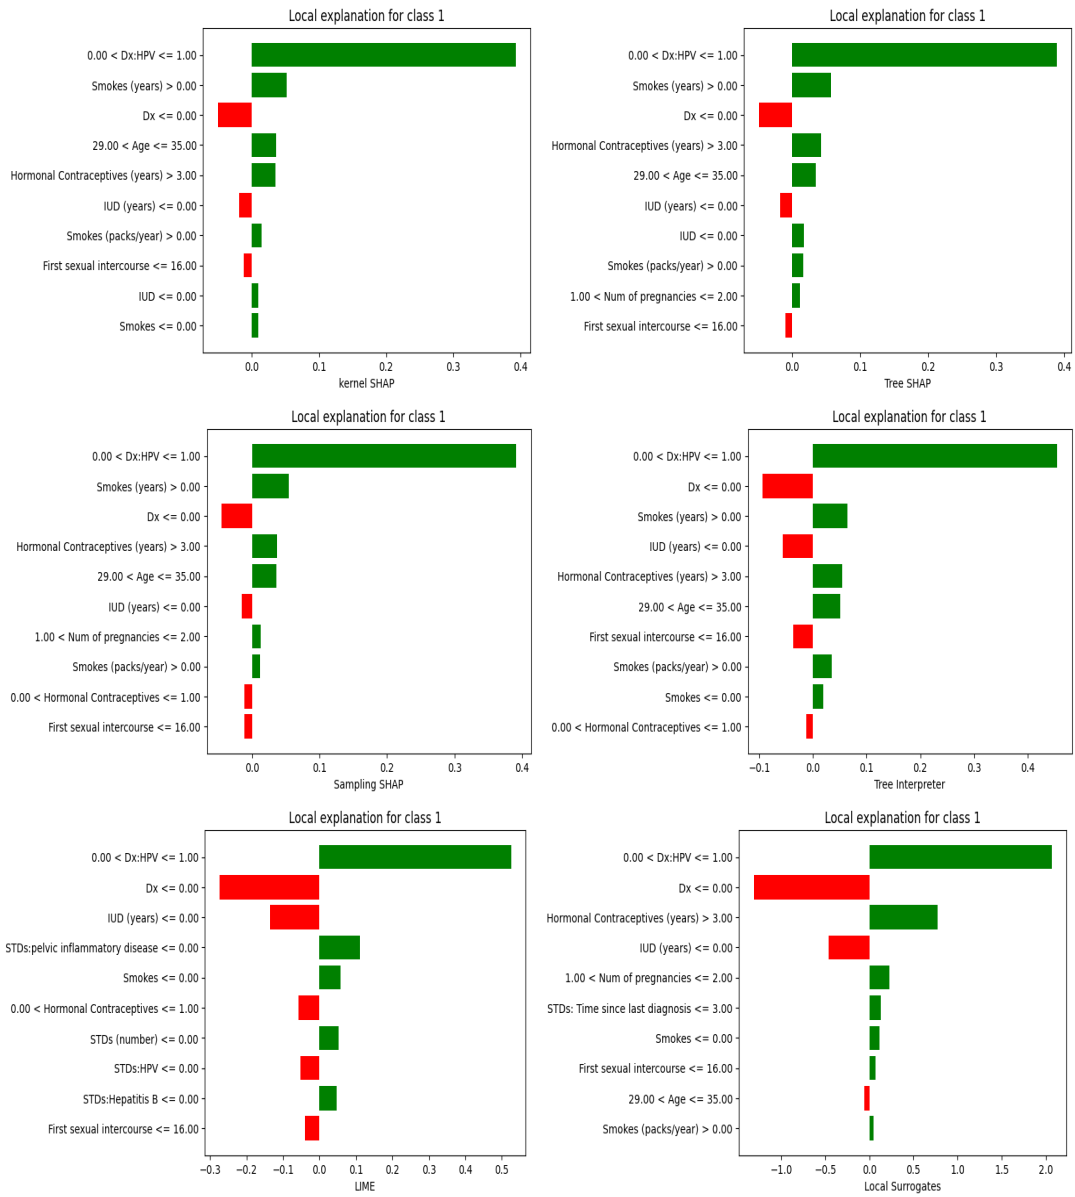 Local explanation for class 1
0.00 < Dx:HPV <= 1.00
Smokes (years) > 0.00
Dx <= 0.00
29.00 < Age <= 35.00
Hormonal Contraceptives (years) > 3.00
IUD (years) <= 0.00
Smokes (packs/year) > 0.00
First sexual intercourse <= 16.00
IUD <= 0.00
Smokes <= 0.00
0.0 0.1 0.2 0.3 0.4
kernel SHAP
Local explanation for class 1
0.00 < Dx:HPV <= 1.00
Smokes (years) > 0.00
Dx <= 0.00
Hormonal Contraceptives (years) > 3.00
29.00 < Age <= 35.00
IUD (years) <= 0.00
IUD <= 0.00
Smokes (packs/year) > 0.00
1.00 < Num of pregnancies <= 2.00
First sexual intercourse <= 16.00
0.0 0.1 0.2 0.3 0.4
Tree SHAP
Local explanation for class 1
0.00 < Dx:HPV <= 1.00
Smokes (years) > 0.00
Dx <= 0.00
Hormonal Contraceptives (years) > 3.00
29.00 < Age <= 35.00
IUD (years) <= 0.00
1.00 < Num of pregnancies <= 2.00
Smokes (packs/year) > 0.00
0.00 < Hormonal Contraceptives <= 1.00
First sexual intercourse <= 16.00
0.0 0.1 0.2 0.3 0.4
Sampling SHAP
Local explanation for class 1
0.00 < Dx:HPV <= 1.00
Dx <= 0.00
Smokes (years) > 0.00
IUD (years) <= 0.00
Hormonal Contraceptives (years) > 3.00
29.00 < Age <= 35.00
First sexual intercourse <= 16.00
Smokes (packs/year) > 0.00
Smokes <= 0.00
0.00 < Hormonal Contraceptives <= 1.00
−0.1 0.0 0.1 0.2 0.3 0.4
Tree Interpreter
Local explanation for class 1
0.00 < Dx:HPV <= 1.00
Dx <= 0.00
IUD (years) <= 0.00
STDs:pelvic inflammatory disease <= 0.00
Smokes <= 0.00
0.00 < Hormonal Contraceptives <= 1.00
STDs (number) <= 0.00
STDs:HPV <= 0.00
STDs:Hepatitis B <= 0.00
First sexual intercourse <= 16.00
−0.3 −0.2 −0.1 0.0 0.1 0.2 0.3 0.4 0.5
LIME
Local explanation for class 1
0.00 < Dx:HPV <= 1.00
Dx <= 0.00
Hormonal Contraceptives (years) > 3.00
IUD (years) <= 0.00
1.00 < Num of pregnancies <= 2.00
STDs: Time since last diagnosis <= 3.00
Smokes <= 0.00
First sexual intercourse <= 16.00
29.00 < Age <= 35.00
Smokes (packs/year) > 0.00
−1.0 −0.5 0.0 0.5 1.0 1.5 2.0
Local Surrogates